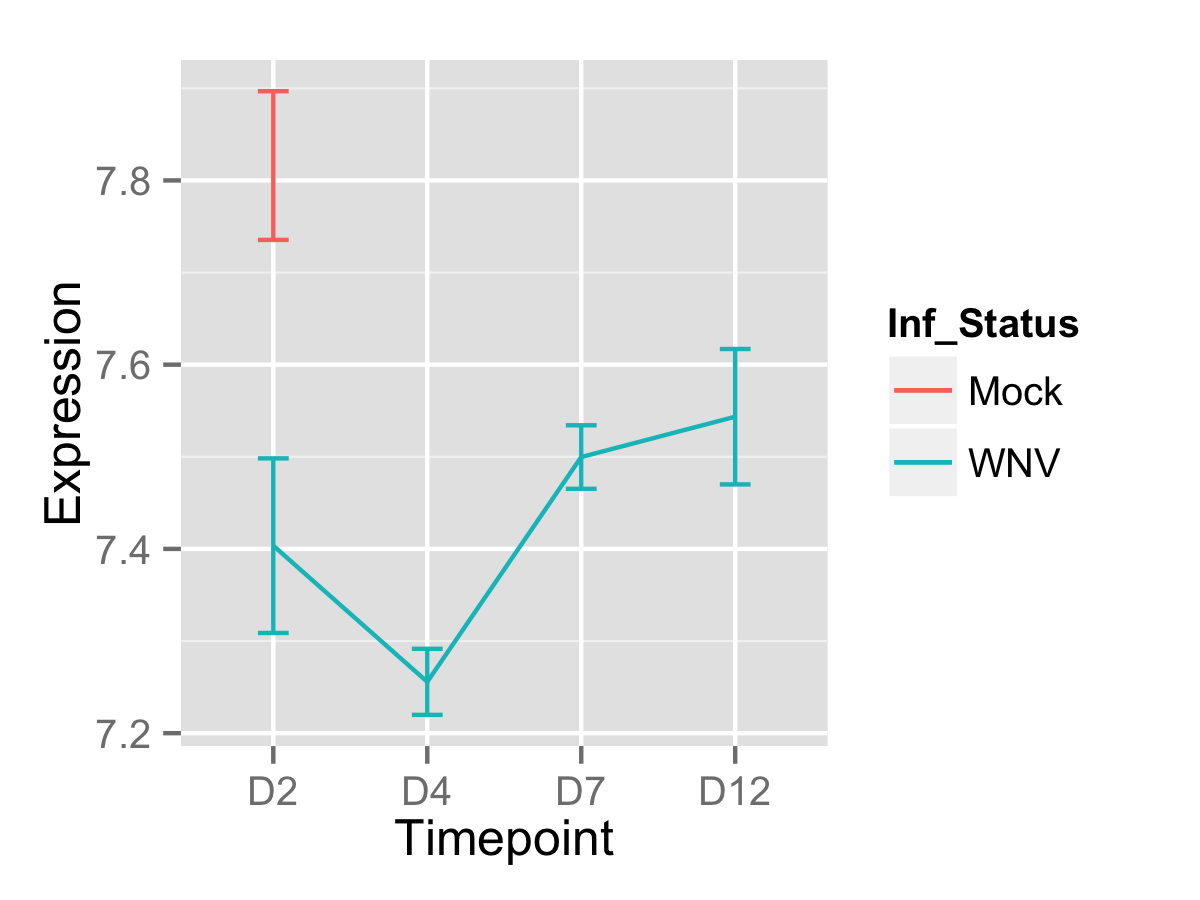 Expression
7.8
7.6
7.4
7.2
D2 D4 D7 D12
Timepoint
Inf_Status
Mock
WNV